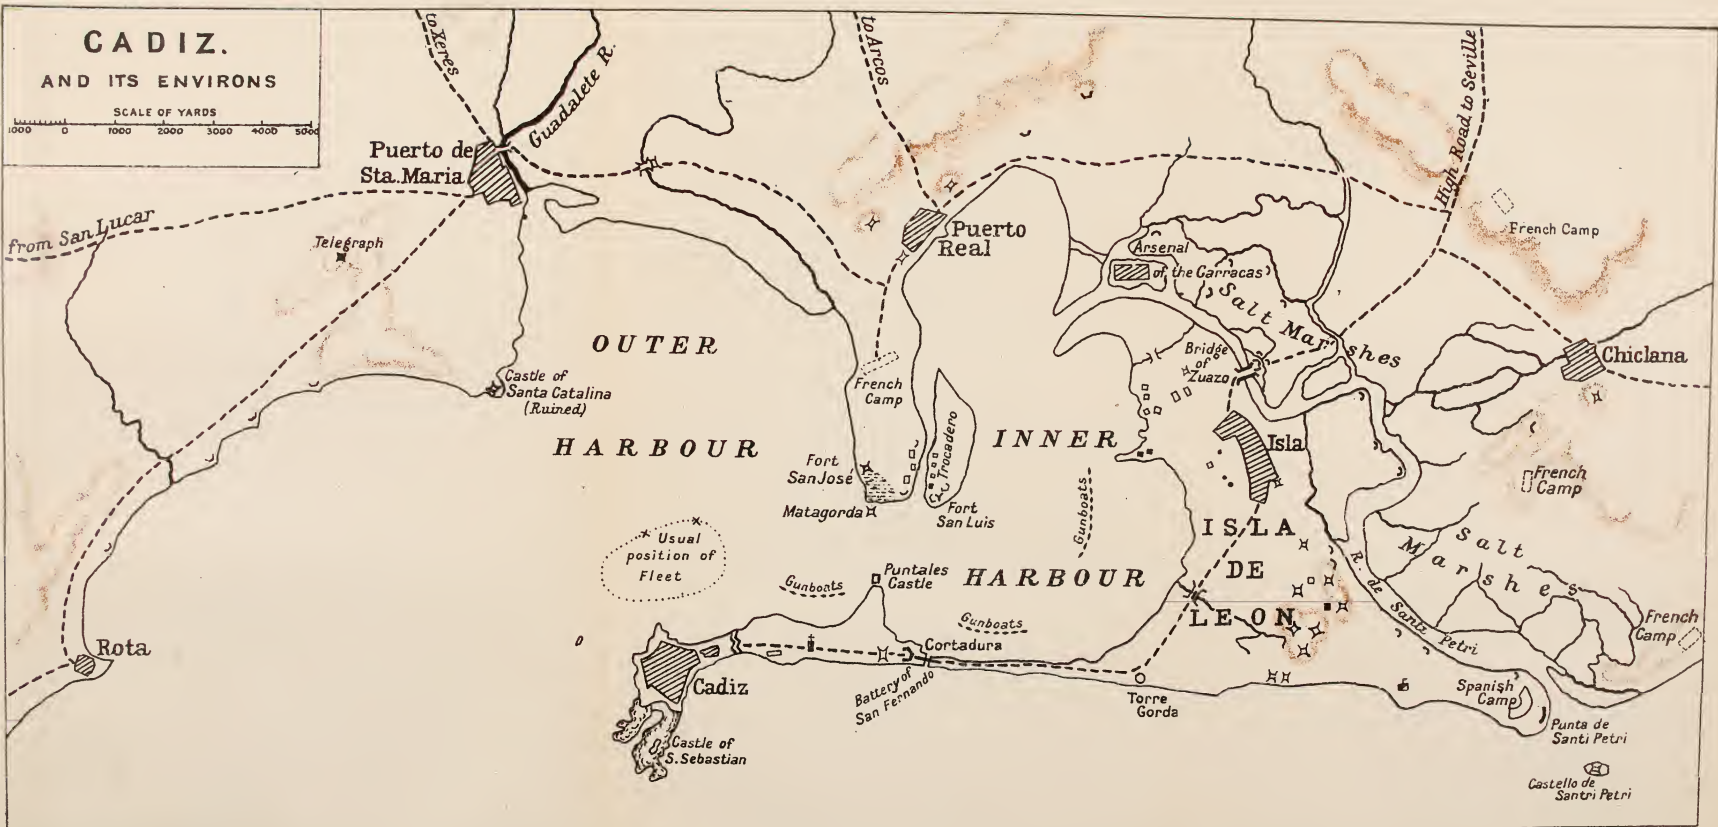 CADIZ.
AND ITS ENVIRONS
SCALE OF YARDS
1000 0 1000 2000 3000 4000 5000
to Xeres
Guadalete R.
to Arcos
High Road to Seville
Puerto de
Sta. Maria
from San Lucar
Telegraph
Puerto
Real
Arsenal
of the Carracas
Salt Marshes
French Camp
OUTER
HARBOUR
Castle of
Santa Catalina
(Ruined)
French
Camp
Bridge
of
Zuazo
Chiclana
INNER
HARBOUR
Trocadero
Isla
Fort
San José
Matagorda
Fort
San Luis
Gunboats
French
Camp
ISLA
DE
LEON
Salt
Marshes
R. de Santi Petri
French
Camp
Usual
position of
Fleet
Gunboats
Puntales
Castle
Gunboats
Cortadura
Rota
Cadiz
Battery of
San Fernando
Torre
Gorda
Spanish
Camp
Punta de
Santi Petri
Castle of
S. Sebastian
Castello de
Santri Petri